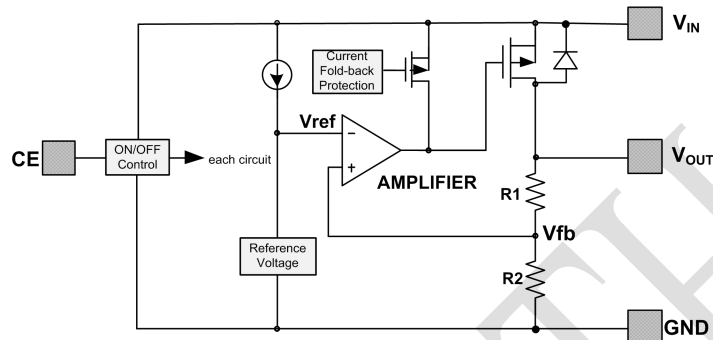 VIN
Current
Fold-back
Protection
Vref
−
+
AMPLIFIER
CE
ON/OFF
Control
each circuit
VOUT
R1
Vfb
Reference
Voltage
R2
GND